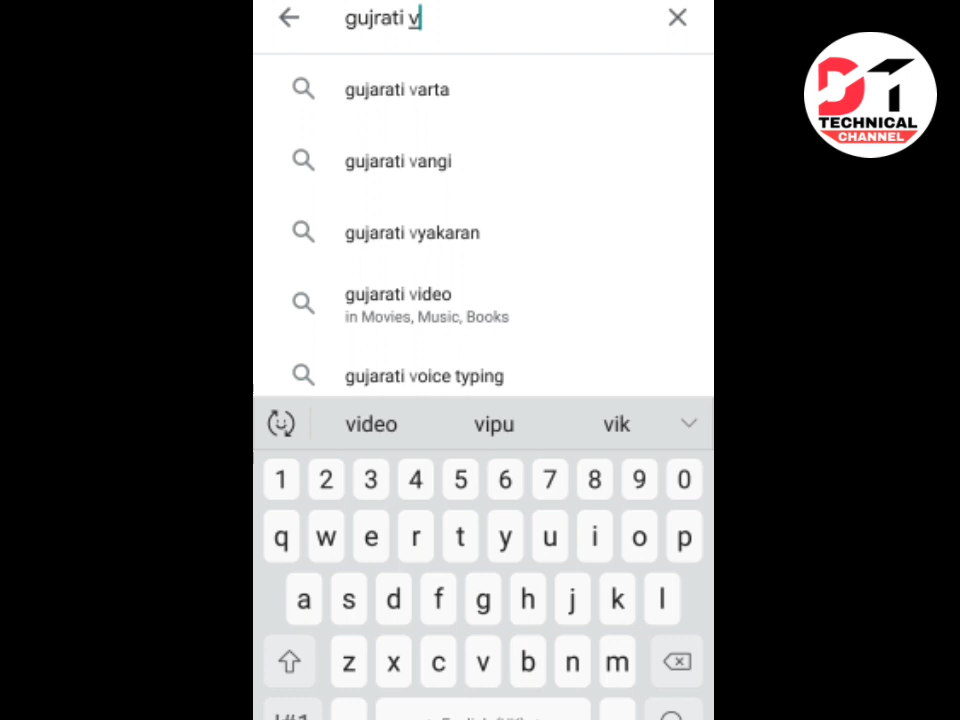 gujrati v
gujarati varta
gujarati vangi
gujarati vyakaran
gujarati video
in Movies, Music, Books
gujarati voice typing
video vipu vik
1 2 3 4 5 6 7 8 9 0
q w e r t y u i o p
a s d f g h j k l
z x c v b n m
DT
TECHNICAL
CHANNEL